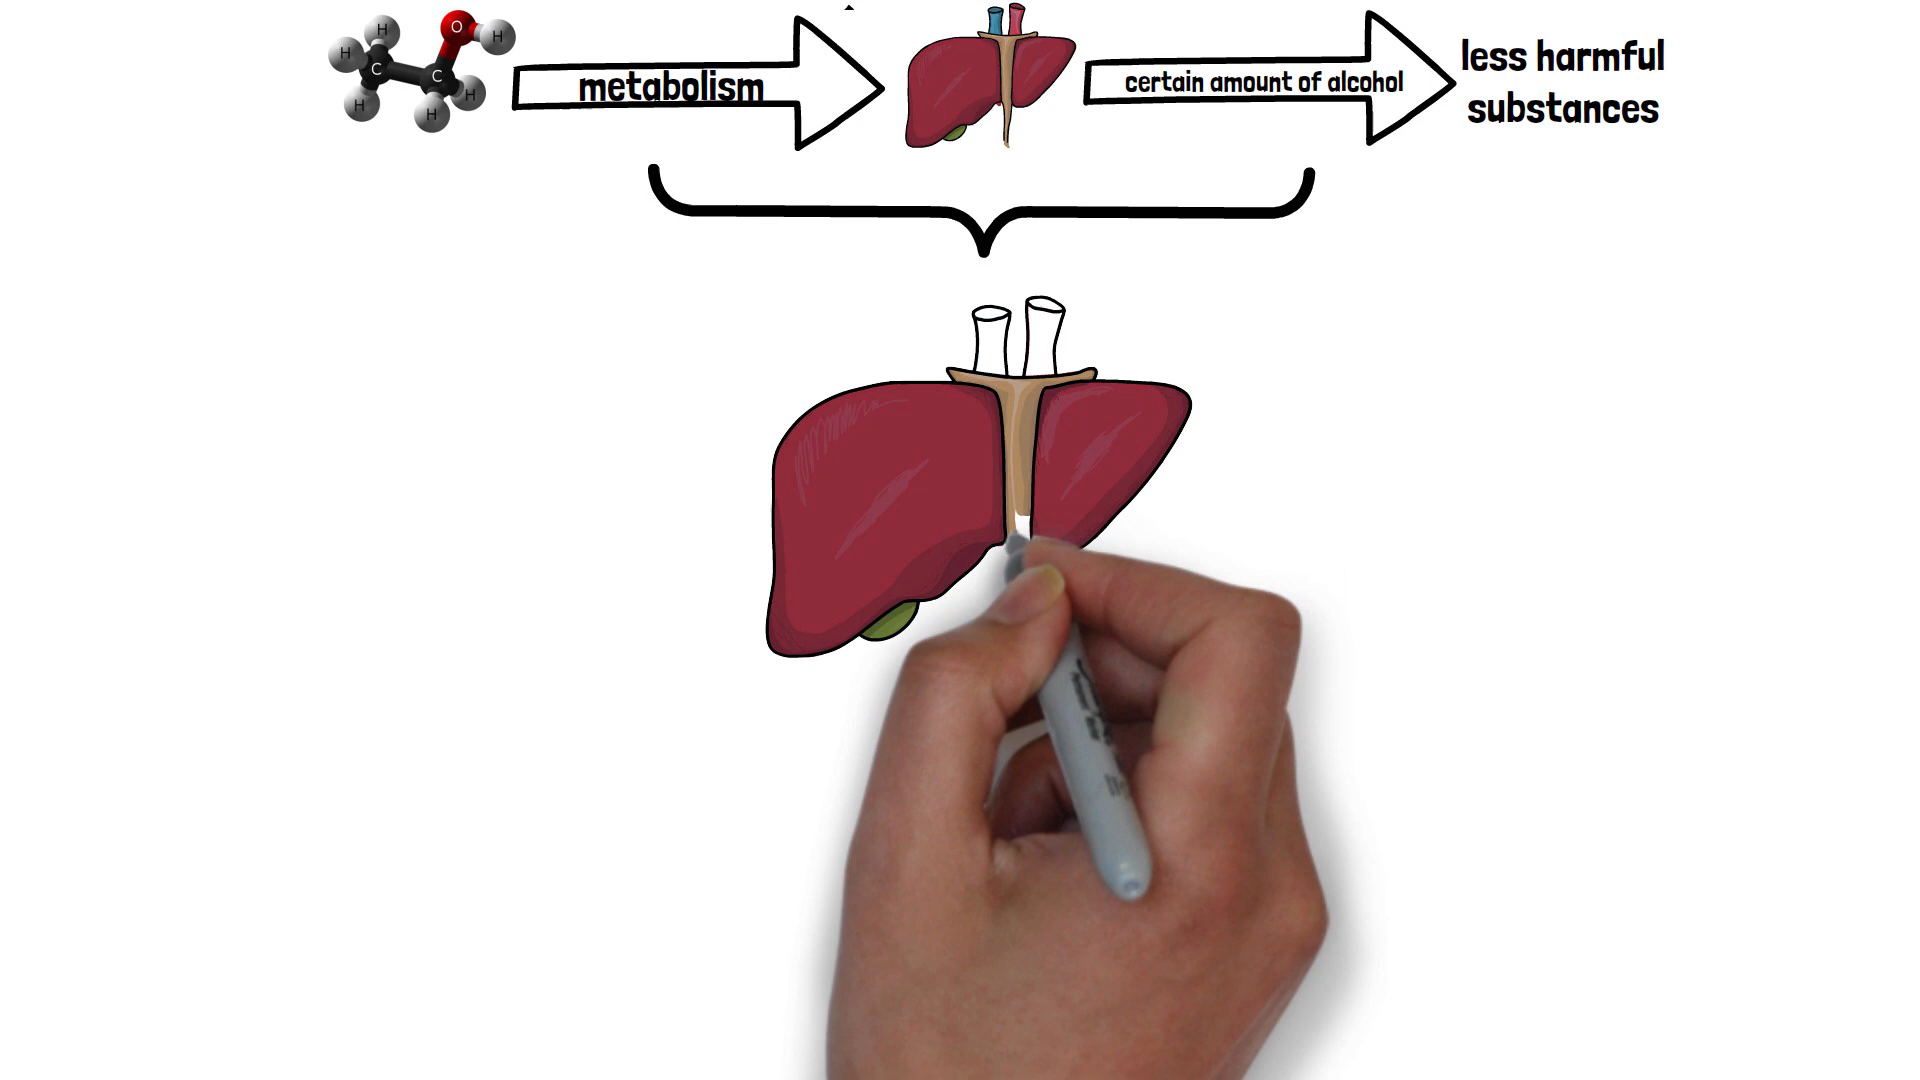 metabolism
certain amount of alcohol
less harmful
substances
H
H
H
C
C
O
H
H
H